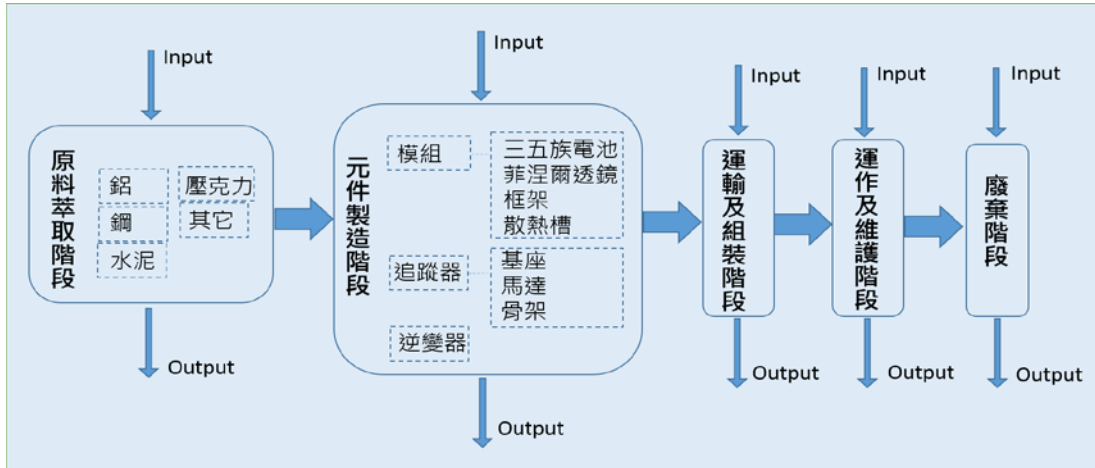 Input
原料萃取階段
鋁
壓克力
鋼
其它
水泥
Output
Input
元件製造階段
模組
三五族電池
菲涅爾透鏡
框架
散熱槽
追蹤器
基座
馬達
骨架
逆變器
Output
Input
運輸及組裝階段
Output
Input
運作及維護階段
Output
Input
廢棄階段
Output